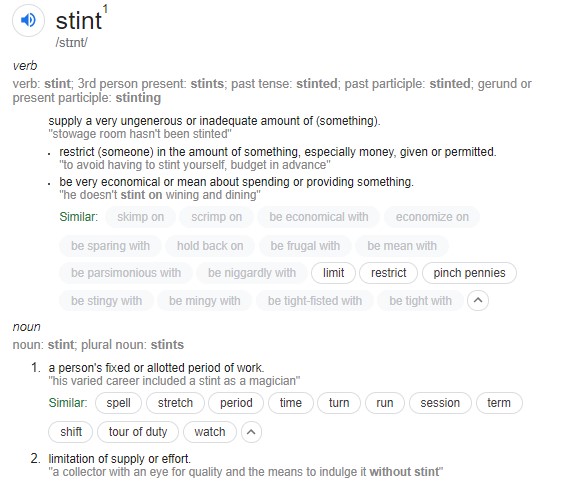 stint1
/stɪnt/
verb
verb: stint; 3rd person present: stints; past tense: stinted; past participle: stinted; gerund or
present participle: stinting
supply a very ungenerous or inadequate amount of (something).
"stowage room hasn't been stinted"
• restrict (someone) in the amount of something, especially money, given or permitted.
"to avoid having to stint yourself, budget in advance"
• be very economical or mean about spending or providing something.
"he doesn't stint on wining and dining"
Similar: skimp on scrimp on be economical with economize on
be sparing with hold back on be frugal with be mean with
be parsimonious with be niggardly with limit restrict pinch pennies
be stingy with be mingy with be tight-fisted with be tight with
noun
noun: stint; plural noun: stints
1. a person's fixed or allotted period of work.
"his varied career included a stint as a magician"
Similar: spell stretch period time turn run session term
shift tour of duty watch
2. limitation of supply or effort.
"a collector with an eye for quality and the means to indulge it without stint"